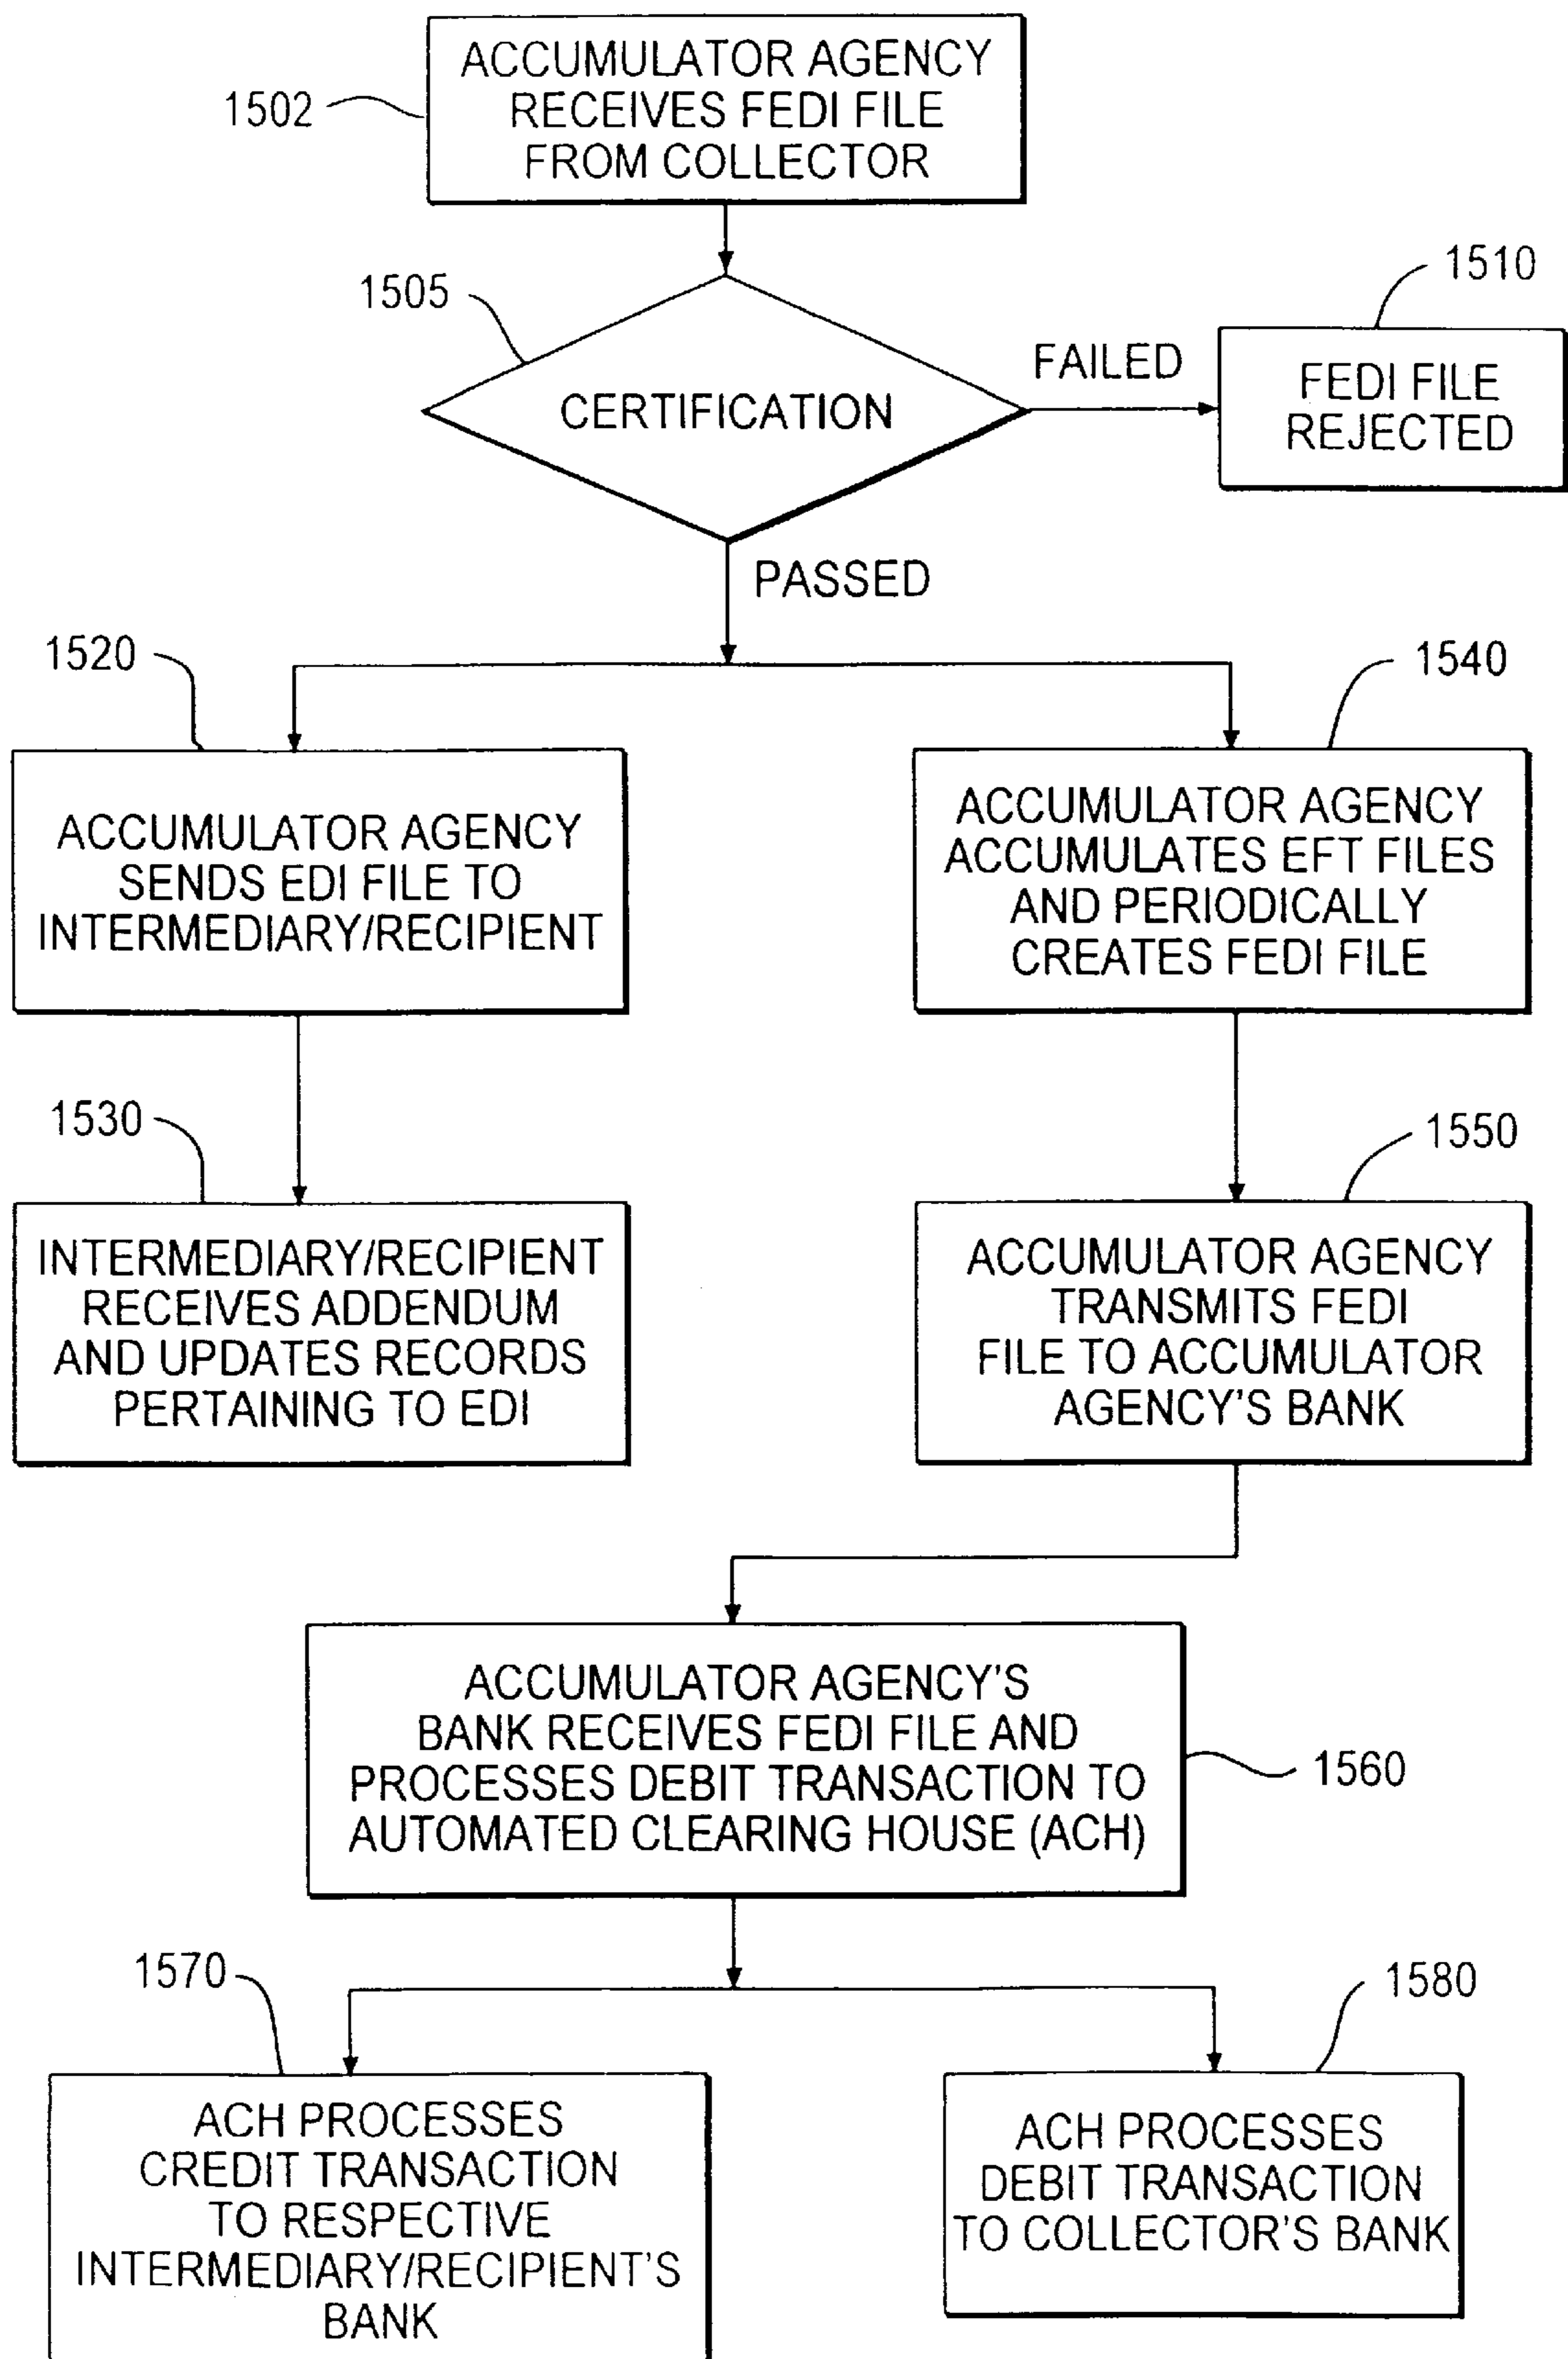 ACCUMULATOR AGENCY
RECEIVES FEDI FILE
FROM COLLECTOR
1502
1505
CERTIFICATION
FAILED
1510
FEDI FILE
REJECTED
PASSED
1520
ACCUMULATOR AGENCY
SENDS EDI FILE TO
INTERMEDIARY/RECIPIENT
1540
ACCUMULATOR AGENCY
ACCUMULATES EFT FILES
AND PERIODICALLY
CREATES FEDI FILE
1530
INTERMEDIARY/RECIPIENT
RECEIVES ADDENDUM
AND UPDATES RECORDS
PERTAINING TO EDI
1550
ACCUMULATOR AGENCY
TRANSMITS FEDI
FILE TO ACCUMULATOR
AGENCY'S BANK
ACCUMULATOR AGENCY'S
BANK RECEIVES FEDI FILE AND
PROCESSES DEBIT TRANSACTION TO
AUTOMATED CLEARING HOUSE (ACH)
1560
1570
ACH PROCESSES
CREDIT TRANSACTION
TO RESPECTIVE
INTERMEDIARY/RECIPIENT'S
BANK
1580
ACH PROCESSES
DEBIT TRANSACTION
TO COLLECTOR'S BANK